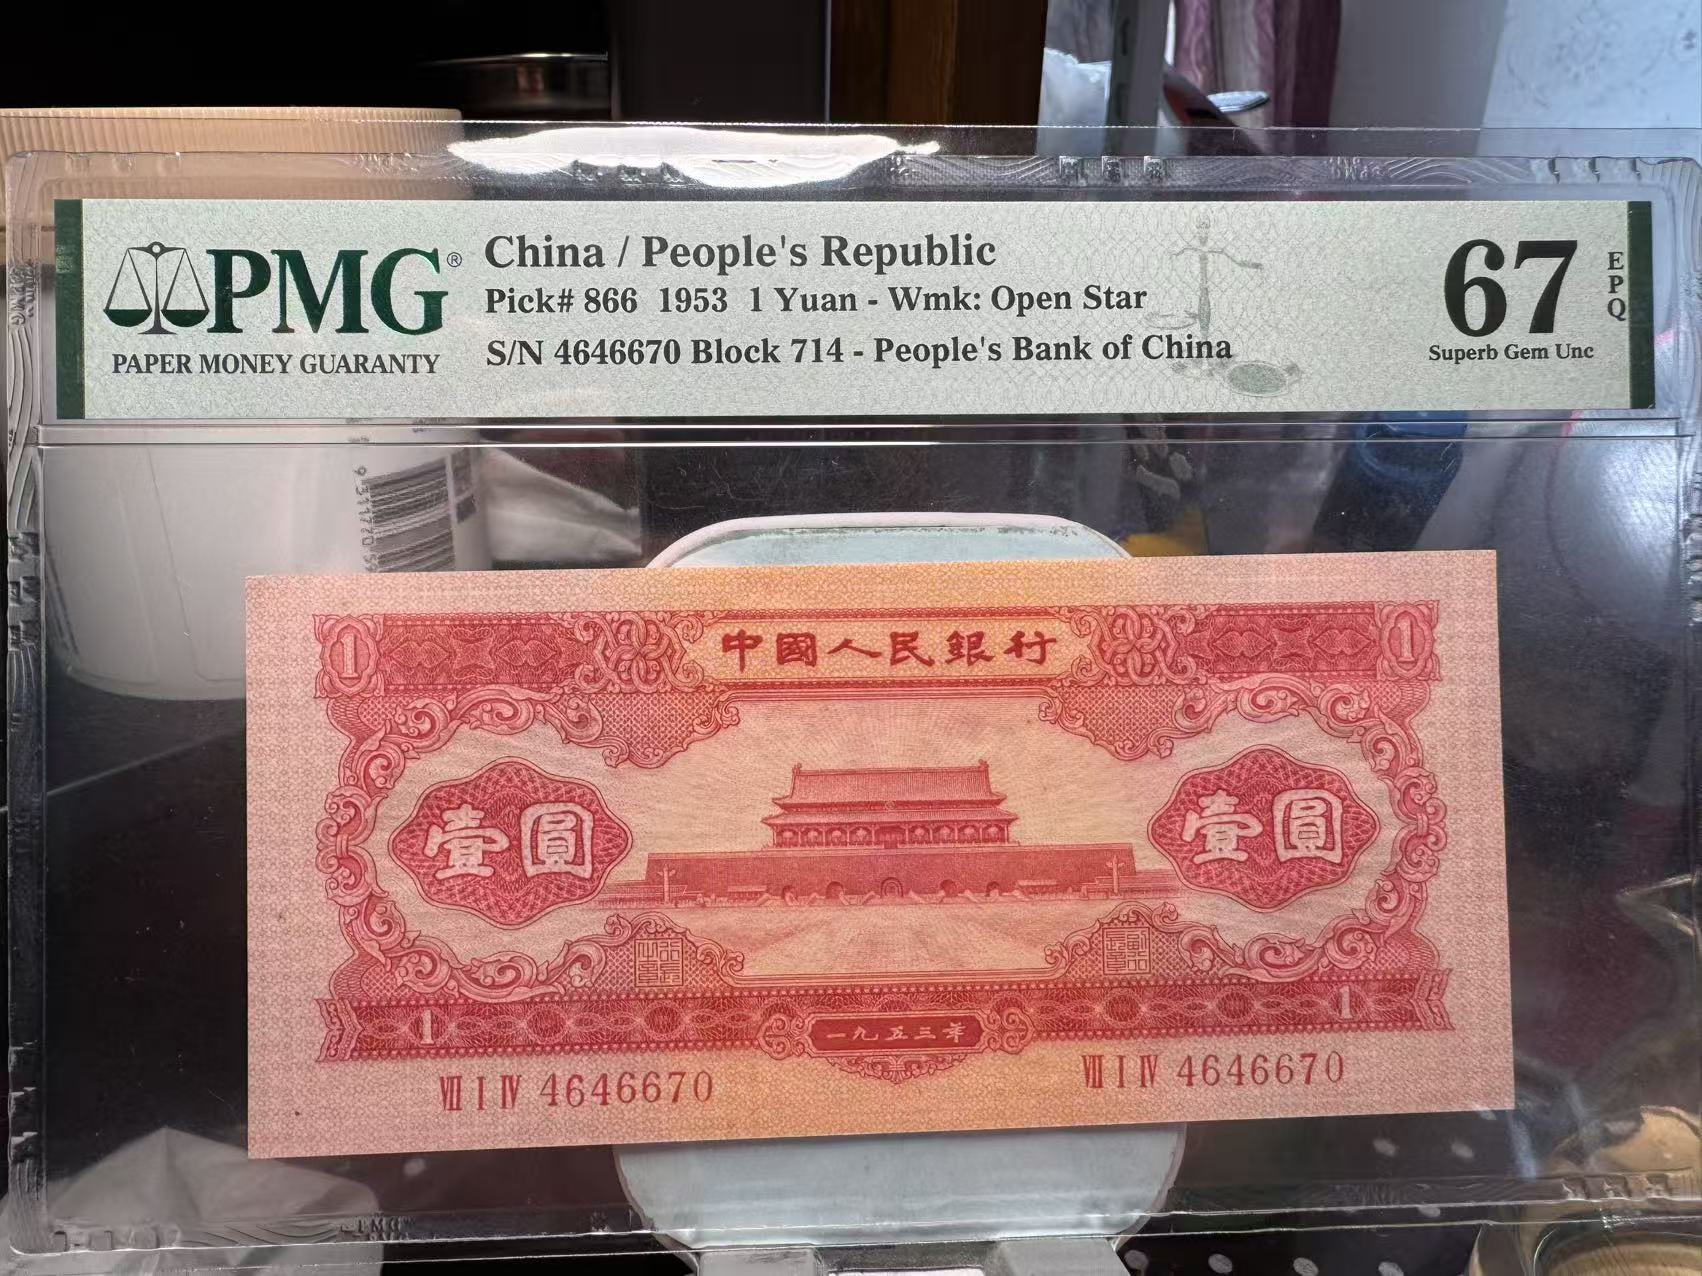 PMG®
PAPER MONEY GUARANTY
China / People's Republic
Pick# 866 1953 1 Yuan - Wmk: Open Star
S/N 4646670 Block 714 - People's Bank of China
67
EPQ
Superb Gem Unc
1
中國人民銀行
1
壹圓
壹圓
1
一九五三年
1
Ⅶ Ⅰ Ⅳ 4646670
Ⅶ Ⅰ Ⅳ 4646670